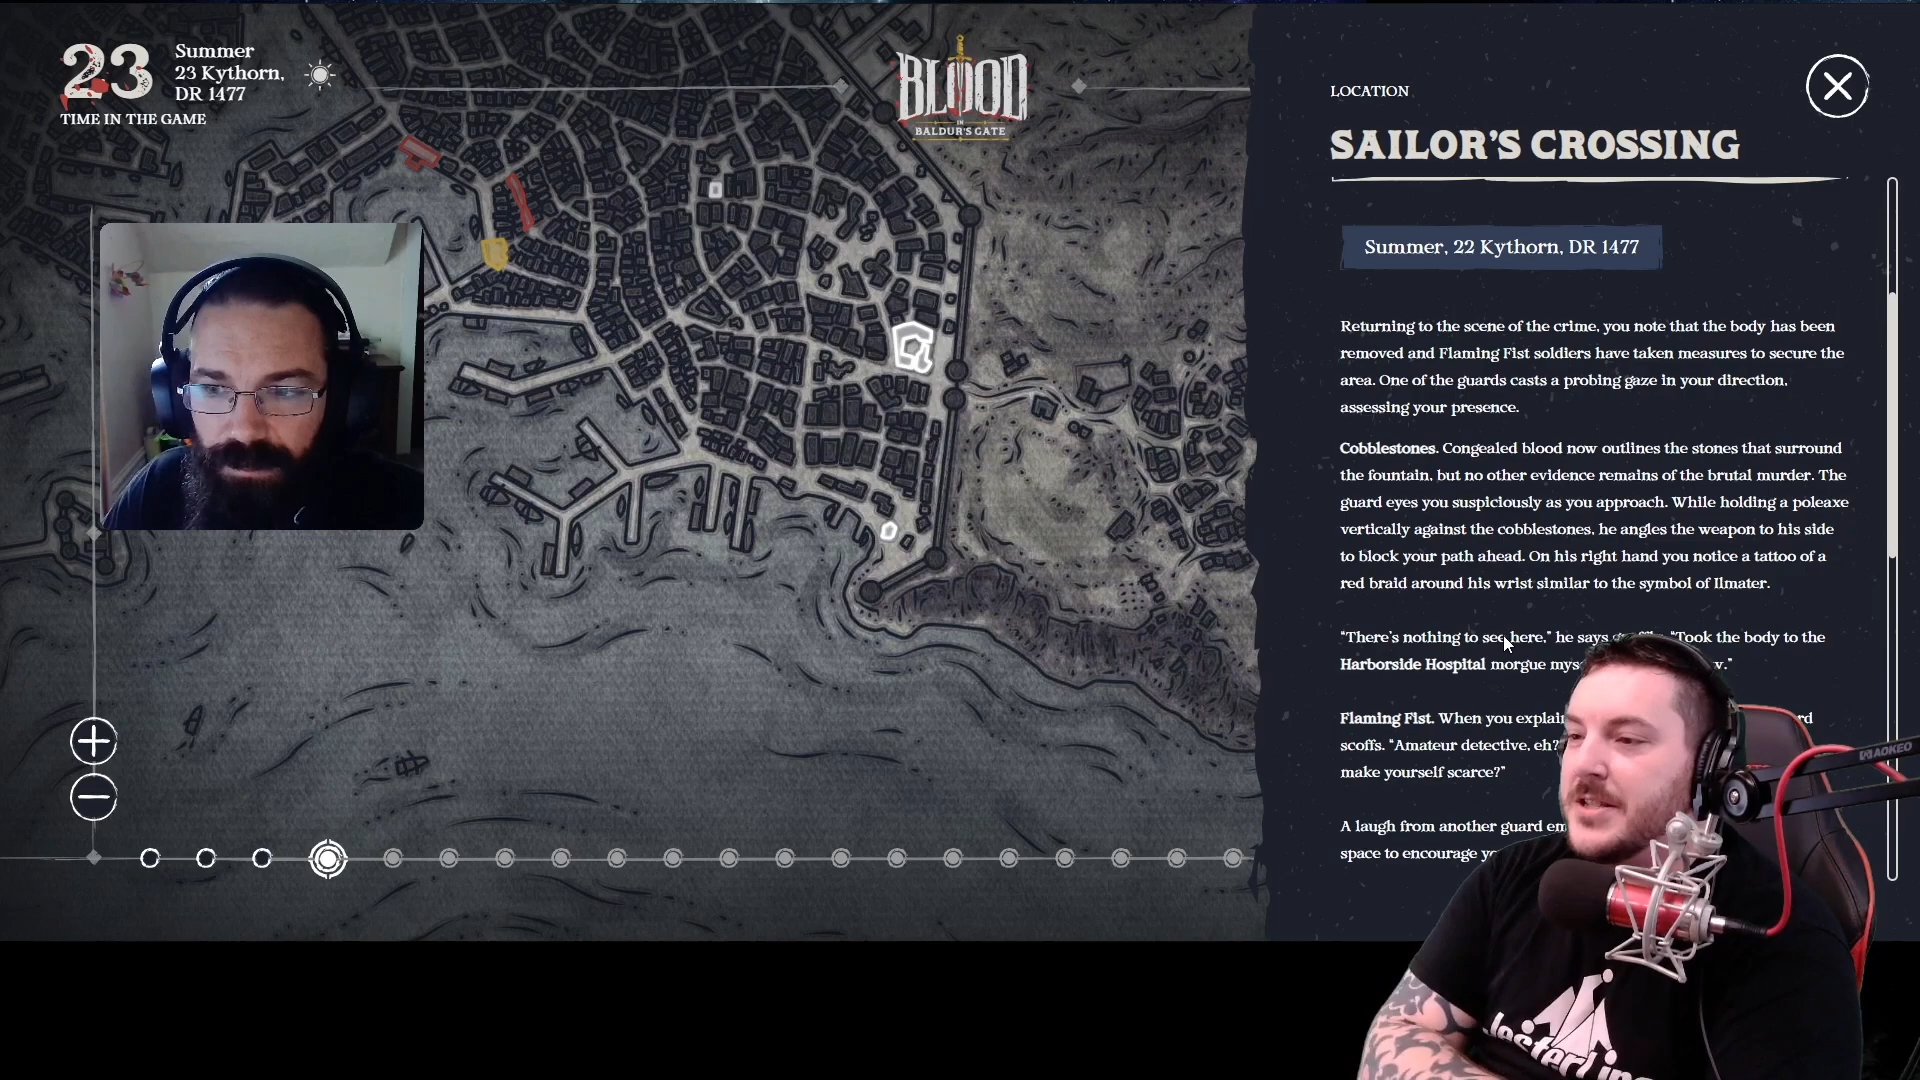 23
Summer
23 Kythorn,
DR 1477
TIME IN THE GAME
BLOOD
IN
BALDUR'S GATE
LOCATION
SAILOR'S CROSSING
Summer, 22 Kythorn, DR 1477
Returning to the scene of the crime, you note that the body has been
removed and Flaming Fist soldiers have taken measures to secure the
area. One of the guards casts a probing gaze in your direction,
assessing your presence.
Cobblestones. Congealed blood now outlines the stones that surround
the fountain, but no other evidence remains of the brutal murder. The
guard eyes you suspiciously as you approach. While holding a poleaxe
vertically against the cobblestones, he angles the weapon to his side
to block your path ahead. On his right hand you notice a tattoo of a
red braid around his wrist similar to the symbol of Ilmater.
“There's nothing to see here,” he says “Took the body to the
Harborside Hospital morgue
Flaming Fist. When you
scoffs. “Amateur detective, eh?
make yourself scarce?”
A laugh from another guard
space to encourage
MAONO